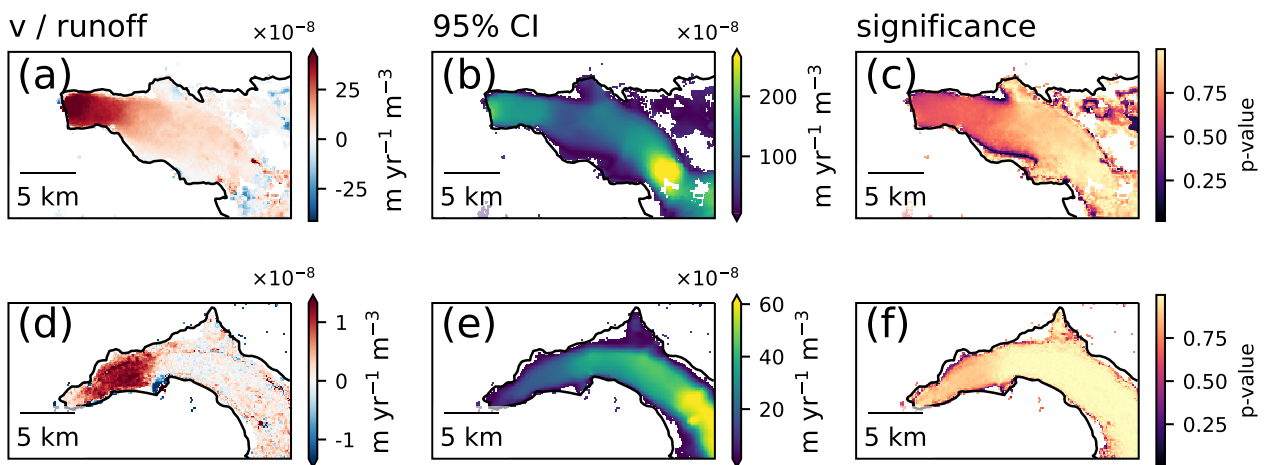 v / runoff
95% CI
significance
×10⁻⁸
×10⁻⁸
(a)
(b)
(c)
25
0
-25
m yr⁻¹ m⁻³
200
100
m yr⁻¹ m⁻³
0.75
0.50
0.25
p-value
5 km
5 km
5 km
×10⁻⁸
×10⁻⁸
(d)
(e)
(f)
1
0
-1
m yr⁻¹ m⁻³
60
40
20
m yr⁻¹ m⁻³
0.75
0.50
0.25
p-value
5 km
5 km
5 km